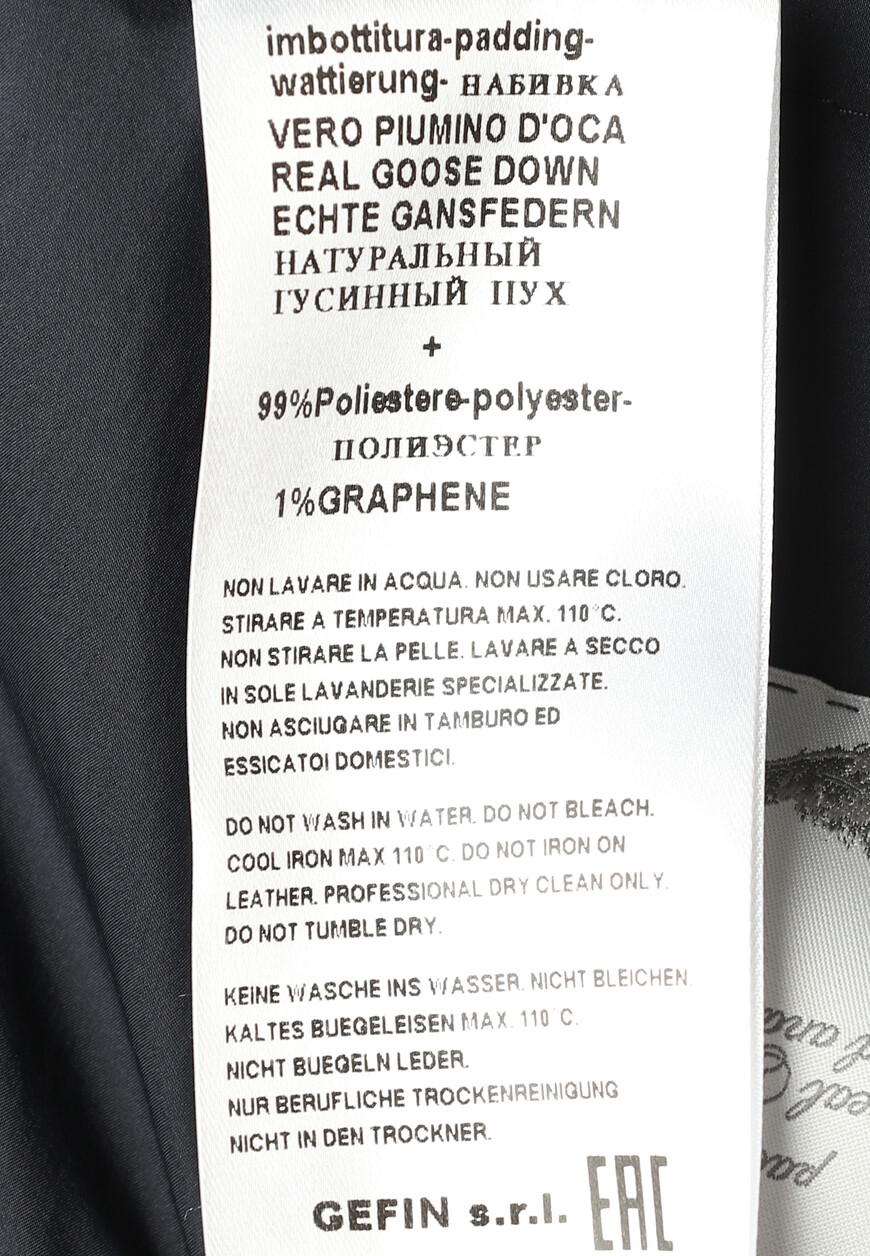 imbottitura-padding-
wattierung- НАБИВКА
VERO PIUMINO D'OCA
REAL GOOSE DOWN
ECHTE GANSFEDERN
НАТУРАЛЬНЫЙ
ГУСИННЫЙ ПУХ
+
99%Poliestere-polyester-
ПОЛИЭСТЕР
1%GRAPHENE
NON LAVARE IN ACQUA. NON USARE CLORO.
STIRARE A TEMPERATURA MAX. 110°C.
NON STIRARE LA PELLE. LAVARE A SECCO
IN SOLE LAVANDERIE SPECIALIZZATE.
NON ASCIUGARE IN TAMBURO ED
ESSICATOI DOMESTICI.
DO NOT WASH IN WATER. DO NOT BLEACH.
COOL IRON MAX 110°C. DO NOT IRON ON
LEATHER. PROFESSIONAL DRY CLEAN ONLY.
DO NOT TUMBLE DRY.
KEINE WASCHE INS WASSER. NICHT BLEICHEN.
KALTES BUEGELEISEN MAX. 110°C.
NICHT BUEGELN LEDER.
NUR BERUFLICHE TROCKENREINIGUNG
NICHT IN DEN TROCKNER.
GEFIN s.r.l. EAC